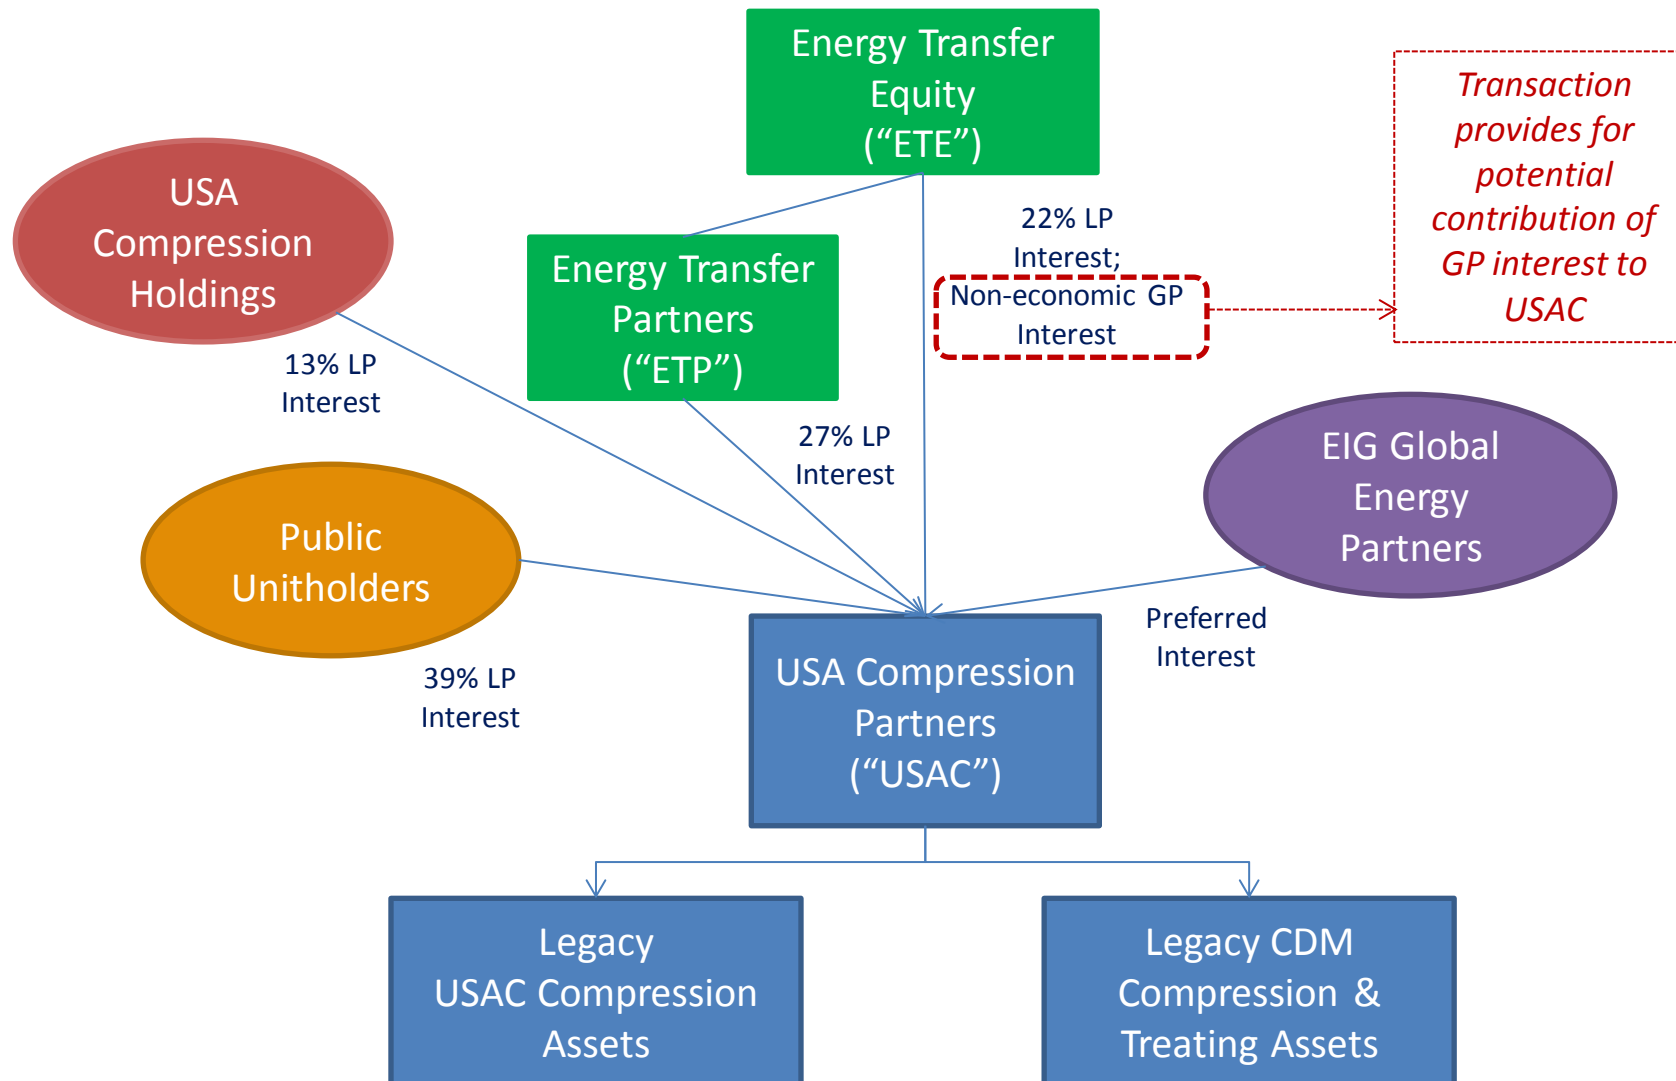 Energy Transfer
Equity
(“ETE”)
Transaction
provides for
potential
contribution of
GP interest to
USAC
USA
Compression
Holdings
22% LP
Interest;
Non-economic GP
Interest
Energy Transfer
Partners
(“ETP”)
13% LP
Interest
27% LP
Interest
EIG Global
Energy
Partners
Public
Unitholders
39% LP
Interest
Preferred
Interest
USA Compression
Partners
(“USAC”)
Legacy
USAC Compression
Assets
Legacy CDM
Compression &
Treating Assets